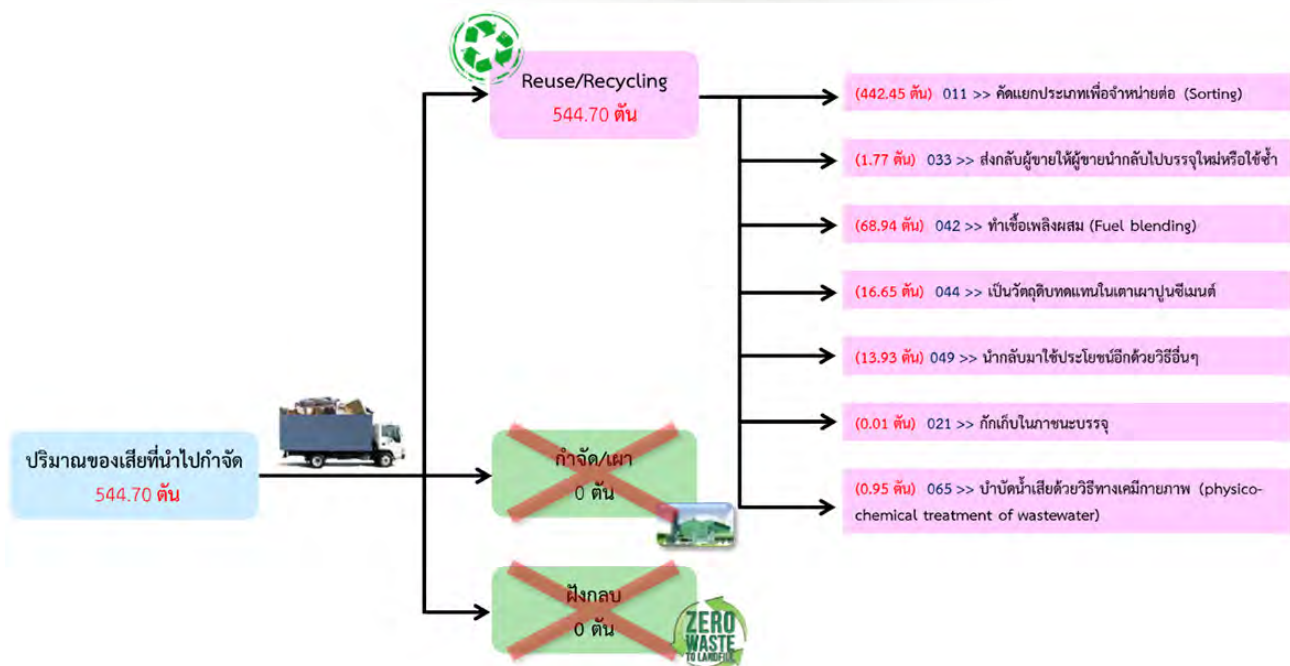 Reuse/Recycling
544.70 ตัน
(442.45 ตัน) 011 >> คัดแยกประเภทเพื่อจำหน่ายต่อ (Sorting)
(1.77 ตัน) 033 >> ส่งกลับผู้ขายให้ผู้ขายนำกลับไปบรรจุใหม่หรือใช้ซ้ำ
(68.94 ตัน) 042 >> ทำเชื้อเพลิงผสม (Fuel blending)
(16.65 ตัน) 044 >> เป็นวัตถุดิบทดแทนในเตาเผาปูนซีเมนต์
(13.93 ตัน) 049 >> นำกลับมาใช้ประโยชน์อีกด้วยวิธีอื่นๆ
(0.01 ตัน) 021 >> กักเก็บในภาชนะบรรจุ
(0.95 ตัน) 065 >> บำบัดน้ำเสียด้วยวิธีทางเคมีกายภาพ (physico-
chemical treatment of wastewater)
ปริมาณของเสียที่นำไปกำจัด
544.70 ตัน
กำจัด/เผา
0 ตัน
ฝังกลบ
0 ตัน
ZERO
WASTE
TO LANDFILL